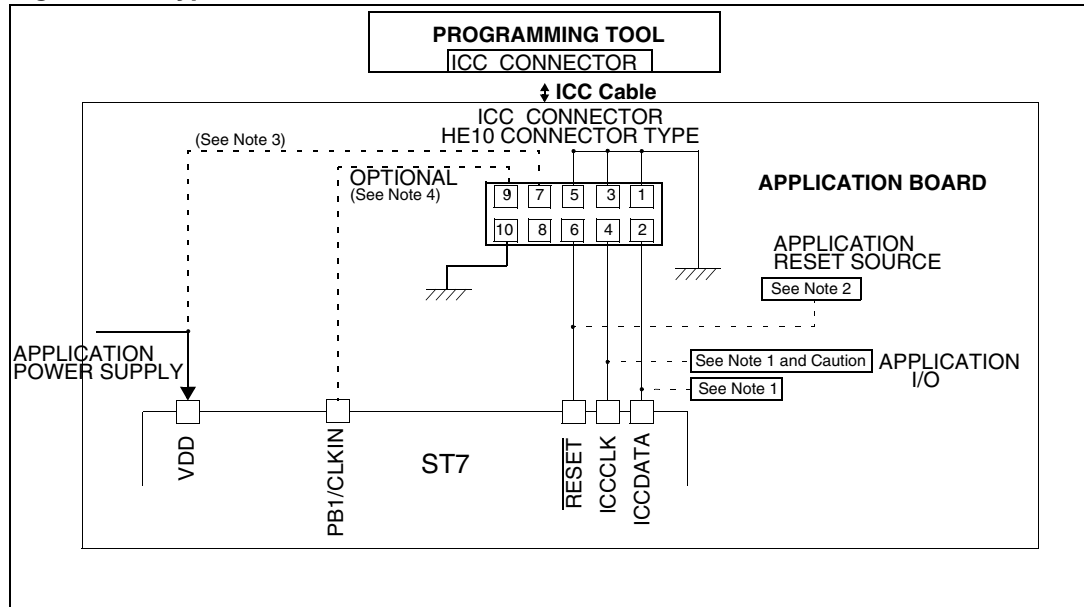 PROGRAMMING TOOL
ICC CONNECTOR
ICC Cable
ICC CONNECTOR
HE10 CONNECTOR TYPE
(See Note 3)
OPTIONAL
(See Note 4)
9 7 5 3 1
10 8 6 4 2
APPLICATION BOARD
APPLICATION
RESET SOURCE
See Note 2
See Note 1 and Caution
See Note 1
APPLICATION
I/O
APPLICATION
POWER SUPPLY
VDD
PB1/CLKIN
ST7
RESET
ICCCLK
ICCDATA